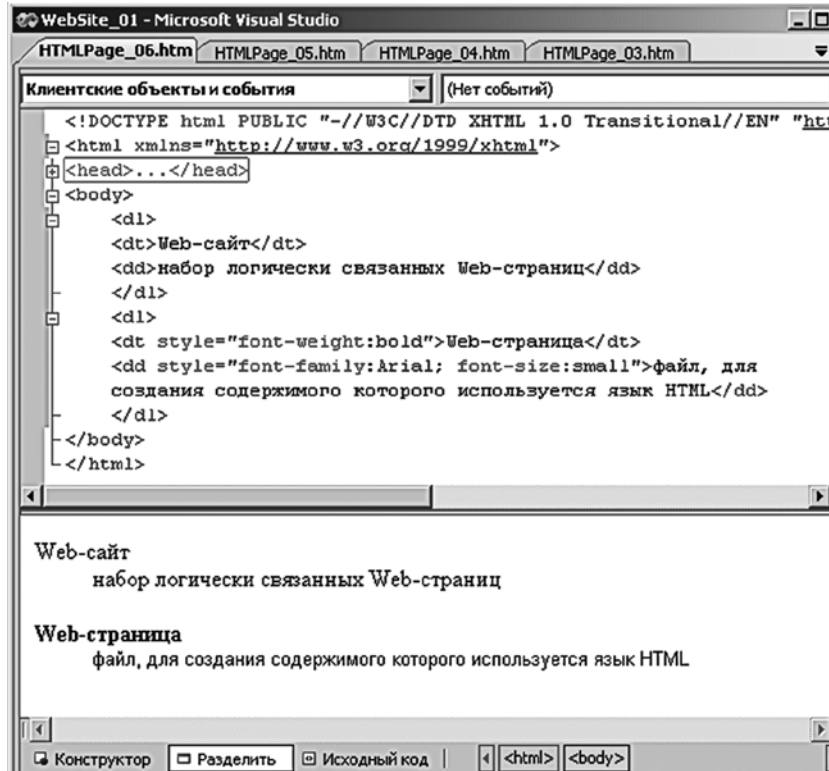 WebSite_01 - Microsoft Visual Studio
HTMLPage_06.htm HTMLPage_05.htm HTMLPage_04.htm HTMLPage_03.htm
Клиентские объекты и события (Нет событий)
<!DOCTYPE html PUBLIC "-//W3C//DTD XHTML 1.0 Transitional//EN" "htt
<html xmlns="http://www.w3.org/1999/xhtml">
<head>...</head>
<body>
<dl>
<dt>Web-сайт</dt>
<dd>набор логически связанных Web-страниц</dd>
</dl>
<dl>
<dt style="font-weight:bold">Web-страница</dt>
<dd style="font-family:Arial; font-size:small">файл, для
создания содержимого которого используется язык HTML</dd>
</dl>
</body>
</html>
Web-сайт
набор логически связанных Web-страниц
Web-страница
файл, для создания содержимого которого используется язык HTML
Конструктор Разделить Исходный код <html> <body>